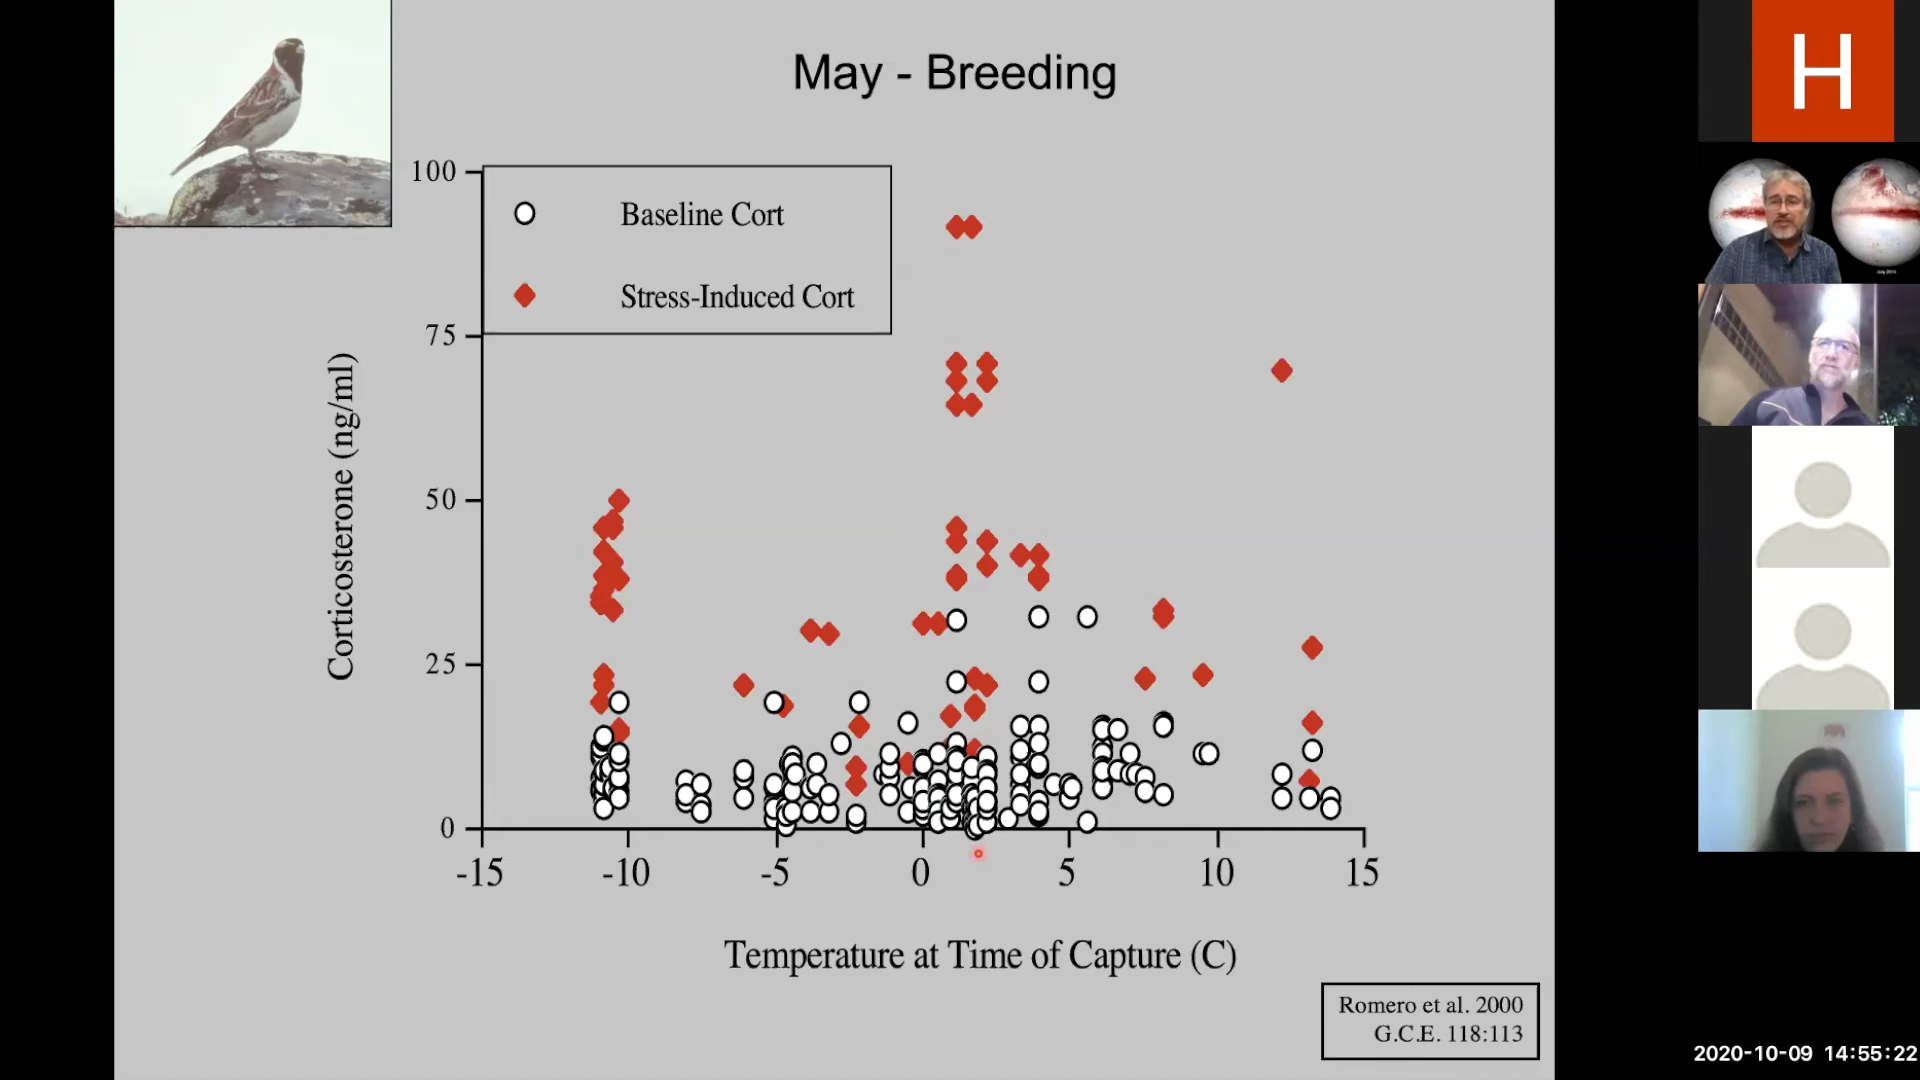 May - Breeding
H
100
Baseline Cort
Stress-Induced Cort
75
50
25
0
Corticosterone (ng/ml)
-15 -10 -5 0 5 10 15
Temperature at Time of Capture (C)
Romero et al. 2000
G.C.E. 118:113
2020-10-09 14:55:22